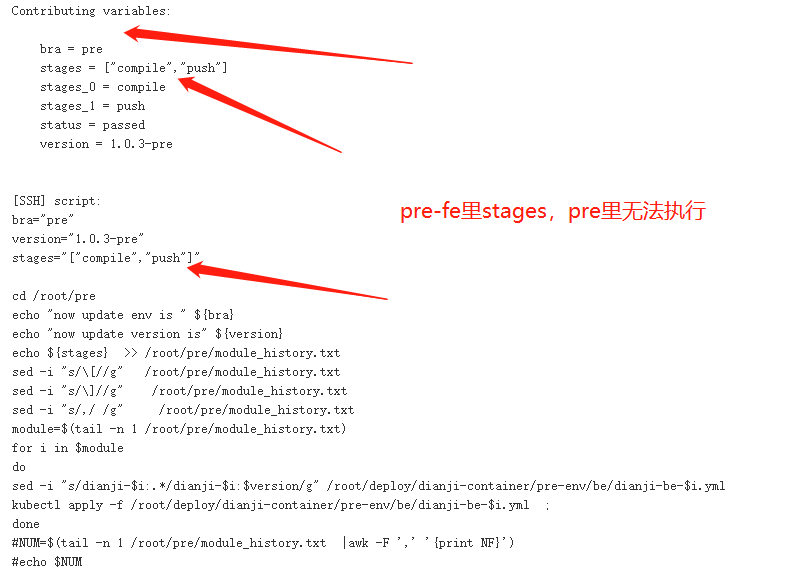 Contributing variables:
bra = pre
stages = ["compile","push"]
stages_0 = compile
stages_1 = push
status = passed
version = 1.0.3-pre
[SSH] script:
bra="pre"
version="1.0.3-pre"
stages="["compile","push"]"
pre-fe里stages，pre里无法执行
cd /root/pre
echo "now update env is " ${bra}
echo "now update version is" ${version}
echo ${stages}  >> /root/pre/module_history.txt
sed -i "s/\[//g"   /root/pre/module_history.txt
sed -i "s/\]//g"    /root/pre/module_history.txt
sed -i "s/,/ /g"     /root/pre/module_history.txt
module=$(tail -n 1 /root/pre/module_history.txt)
for i in $module
do
sed -i "s/dianji-$i:.*/dianji-$i:$version/g" /root/deploy/dianji-container/pre-env/be/dianji-be-$i.yml
kubectl apply -f /root/deploy/dianji-container/pre-env/be/dianji-be-$i.yml  ;
done
#NUM=$(tail -n 1 /root/pre/module_history.txt  |awk -F ',' '{print NF}')
#echo $NUM